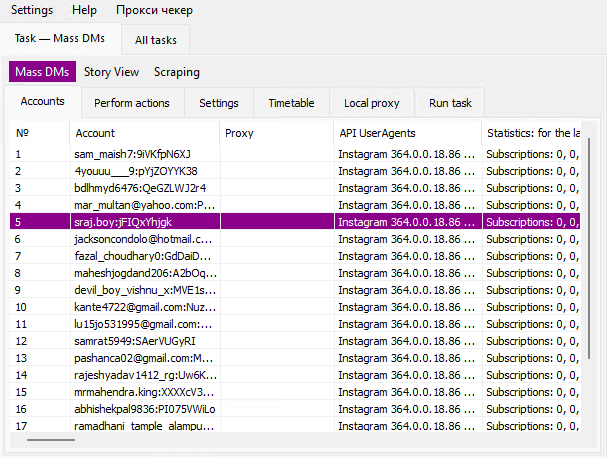 Settings Help Прокси чекер
Task — Mass DMs All tasks
Mass DMs Story View Scraping
Accounts Perform actions Settings Timetable Local proxy Run task
№ Account Proxy API UserAgents Statistics: for the la
1 sam_maish7:9iVKfpN6XJ Instagram 364.0.0.18.86 ... Subscriptions: 0, 0,
2 4youuu___9:pYjZOYYK38 Instagram 364.0.0.18.86 ... Subscriptions: 0, 0,
3 bdlhmyd6476:QeGZLWJ2r4 Instagram 364.0.0.18.86 ... Subscriptions: 0, 0,
4 mar_multan@yahoo.com:P... Instagram 364.0.0.18.86 ... Subscriptions: 0, 0,
5 sraj.boy:jFIQxYhjgk Instagram 364.0.0.18.86 ... Subscriptions: 0, 0,
6 jacksoncondolo@hotmail.c... Instagram 364.0.0.18.86 ... Subscriptions: 0, 0,
7 fazal_choudhary0:GdDaiD... Instagram 364.0.0.18.86 ... Subscriptions: 0, 0,
8 maheshjogdand206:A2bOq... Instagram 364.0.0.18.86 ... Subscriptions: 0, 0,
9 devil_boy_vishnu_x:MVE1s... Instagram 364.0.0.18.86 ... Subscriptions: 0, 0,
10 kante4722@gmail.com:Nuz... Instagram 364.0.0.18.86 ... Subscriptions: 0, 0,
11 lu15jo531995@gmail.com:... Instagram 364.0.0.18.86 ... Subscriptions: 0, 0,
12 samrat5949:SAerVUGyRI Instagram 364.0.0.18.86 ... Subscriptions: 0, 0,
13 pashanca02@gmail.com:M... Instagram 364.0.0.18.86 ... Subscriptions: 0, 0,
14 rajeshyadav1412_rg:Uw6K... Instagram 364.0.0.18.86 ... Subscriptions: 0, 0,
15 mrmahendra.king:XXXXcV3... Instagram 364.0.0.18.86 ... Subscriptions: 0, 0,
16 abhishekpal9836:PI075VWiLo Instagram 364.0.0.18.86 ... Subscriptions: 0, 0,
17 ramadhani_tample_alampu... Instagram 364.0.0.18.86 ... Subscriptions: 0, 0,